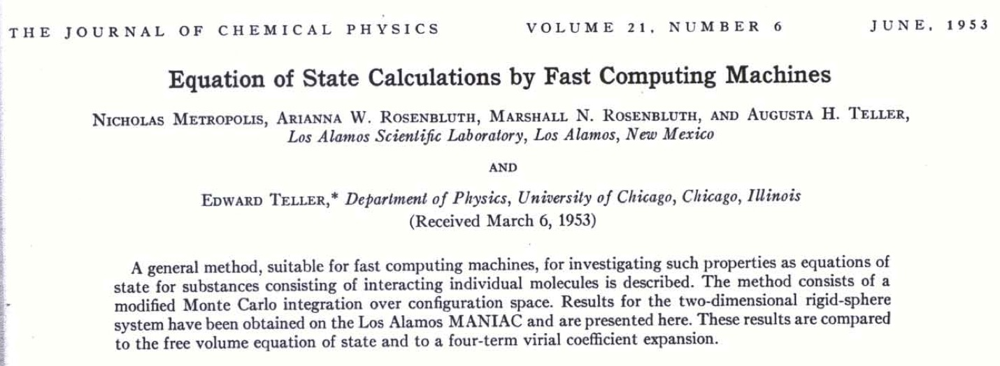 THE JOURNAL OF CHEMICAL PHYSICS VOLUME 21, NUMBER 6 JUNE, 1953
Equation of State Calculations by Fast Computing Machines
NICHOLAS METROPOLIS, ARIANNA W. ROSENBLUTH, MARSHALL N. ROSENBLUTH, AND AUGUSTA H. TELLER,
Los Alamos Scientific Laboratory, Los Alamos, New Mexico
AND
EDWARD TELLER,* Department of Physics, University of Chicago, Chicago, Illinois
(Received March 6, 1953)
A general method, suitable for fast computing machines, for investigating such properties as equations of
state for substances consisting of interacting individual molecules is described. The method consists of a
modified Monte Carlo integration over configuration space. Results for the two-dimensional rigid-sphere
system have been obtained on the Los Alamos MANIAC and are presented here. These results are compared
to the free volume equation of state and to a four-term virial coefficient expansion.